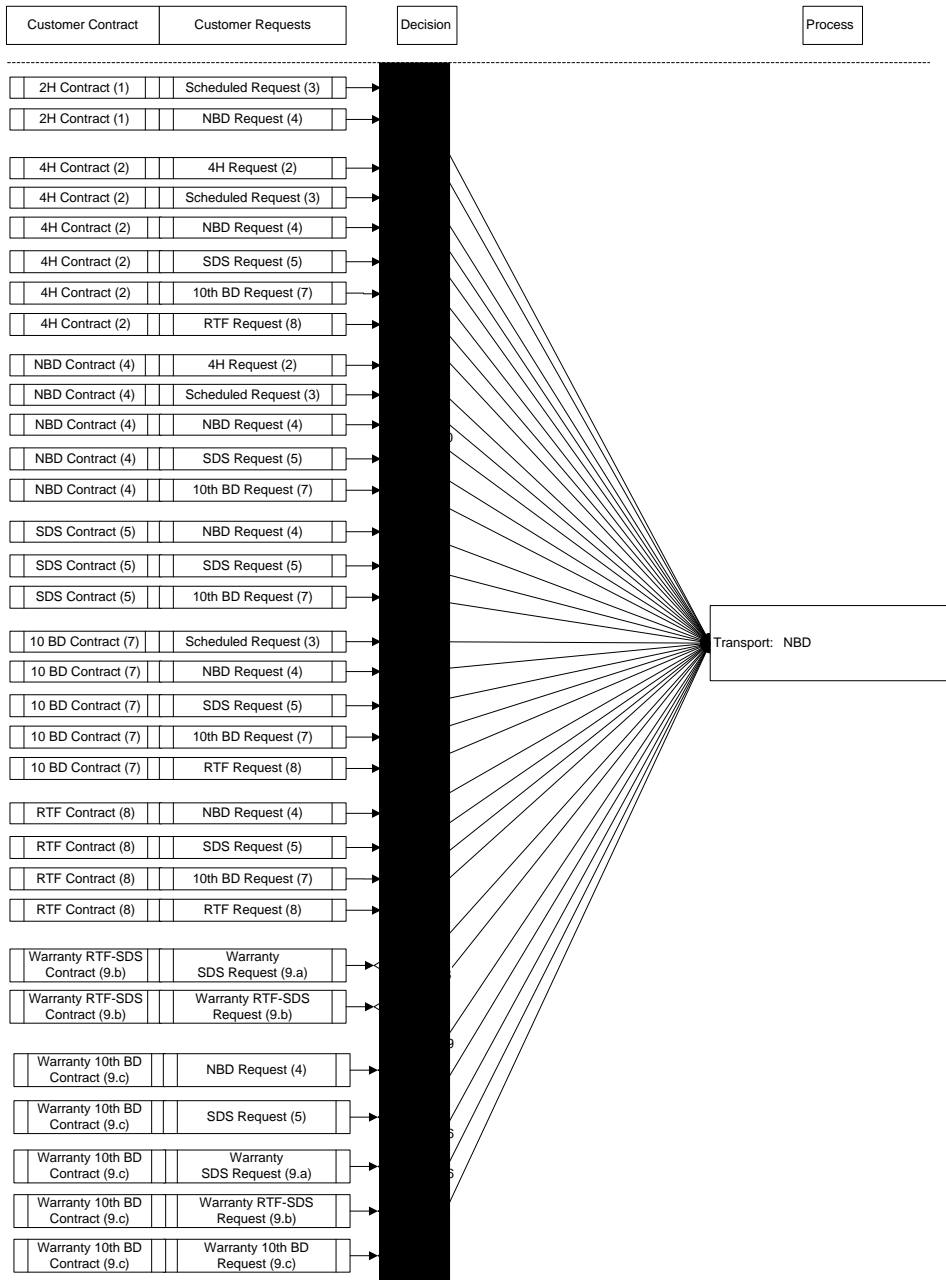 Customer Contract Customer Requests Decision Process
2H Contract (1) Scheduled Request (3)
2H Contract (1) NBD Request (4)
4H Contract (2) 4H Request (2)
4H Contract (2) Scheduled Request (3)
4H Contract (2) NBD Request (4)
4H Contract (2) SDS Request (5)
4H Contract (2) 10th BD Request (7)
4H Contract (2) RTF Request (8)
NBD Contract (4) 4H Request (2)
NBD Contract (4) Scheduled Request (3)
NBD Contract (4) NBD Request (4)
NBD Contract (4) SDS Request (5)
NBD Contract (4) 10th BD Request (7)
SDS Contract (5) NBD Request (4)
SDS Contract (5) SDS Request (5)
SDS Contract (5) 10th BD Request (7)
10 BD Contract (7) Scheduled Request (3)
Transport: NBD
10 BD Contract (7) NBD Request (4)
10 BD Contract (7) SDS Request (5)
10 BD Contract (7) 10th BD Request (7)
10 BD Contract (7) RTF Request (8)
RTF Contract (8) NBD Request (4)
RTF Contract (8) SDS Request (5)
RTF Contract (8) 10th BD Request (7)
RTF Contract (8) RTF Request (8)
Warranty RTF-SDS
Contract (9.b)
Warranty
SDS Request (9.a)
Warranty RTF-SDS
Contract (9.b)
Warranty RTF-SDS
Request (9.b)
Warranty 10th BD
Contract (9.c)
NBD Request (4)
Warranty 10th BD
Contract (9.c)
SDS Request (5)
Warranty 10th BD
Contract (9.c)
Warranty
SDS Request (9.a)
Warranty 10th BD
Contract (9.c)
Warranty RTF-SDS
Request (9.b)
Warranty 10th BD
Contract (9.c)
Warranty 10th BD
Request (9.c)